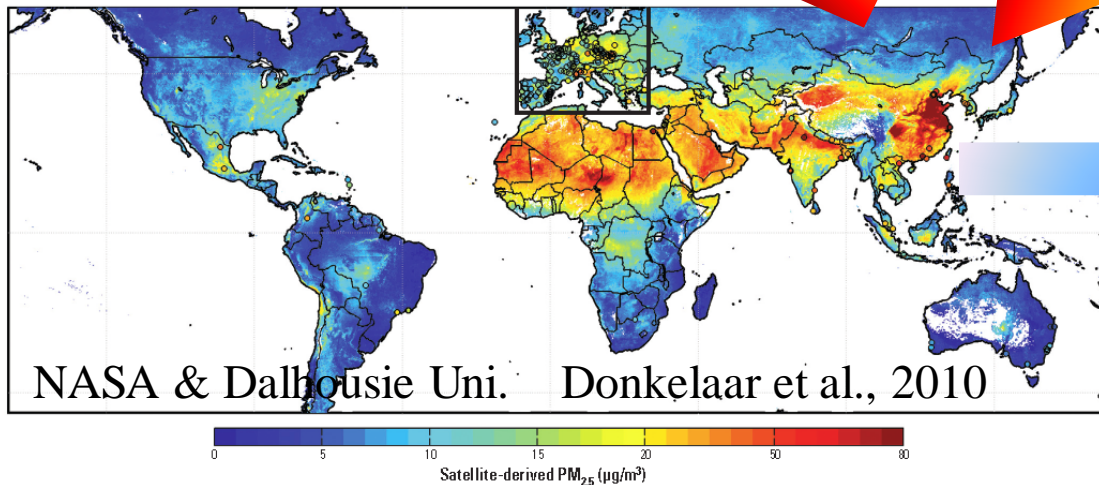 NASA & Dalhousie Uni. Donkelaar et al., 2010
0 5 10 15 20 50 80
Satellite-derived PM2.5 (μg/m³)